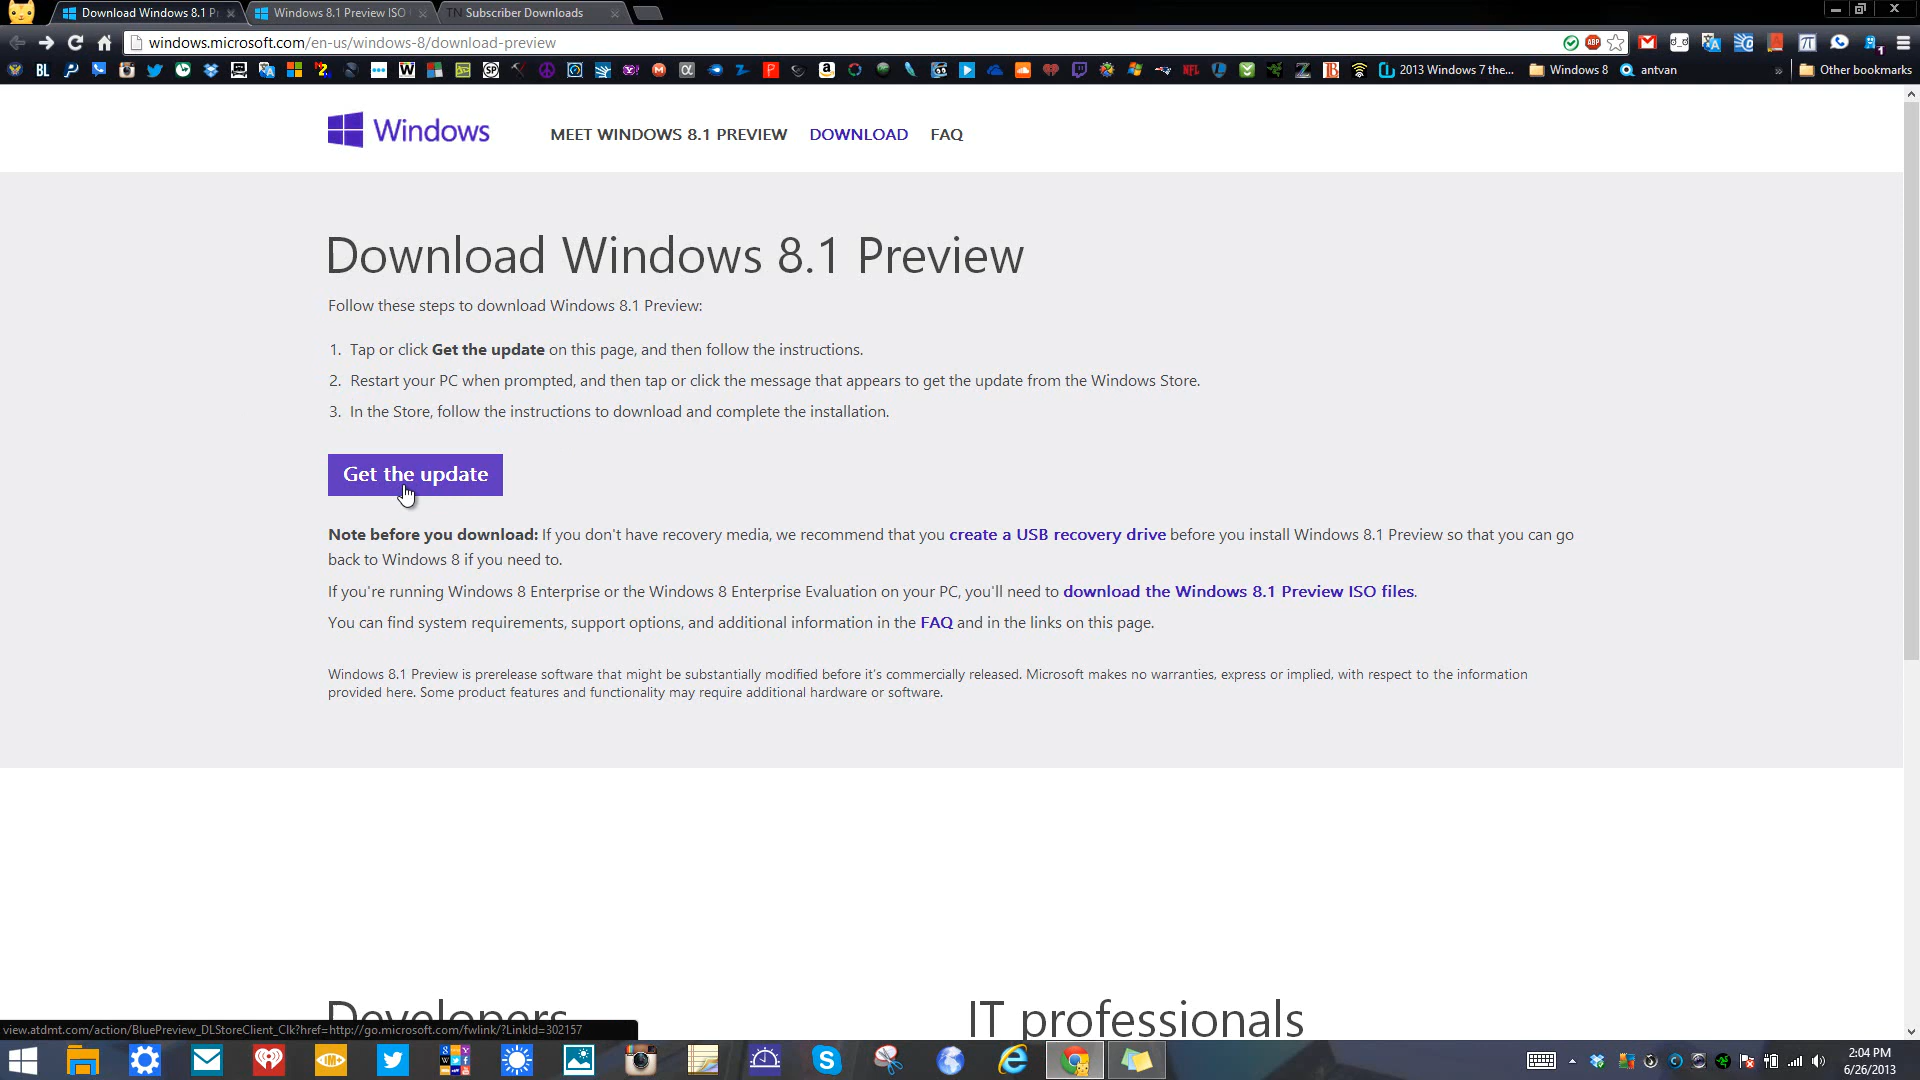 Download Windows 8.1 P
Windows 8.1 Preview ISO
TN Subscriber Downloads
windows.microsoft.com/en-us/windows-8/download-preview
BL
2013 Windows 7 the...
Windows 8
antvan
»
Other bookmarks
Windows
MEET WINDOWS 8.1 PREVIEW
DOWNLOAD
FAQ
Download Windows 8.1 Preview
Follow these steps to download Windows 8.1 Preview:
1. Tap or click Get the update on this page, and then follow the instructions.
2. Restart your PC when prompted, and then tap or click the message that appears to get the update from the Windows Store.
3. In the Store, follow the instructions to download and complete the installation.
Get the update
Note before you download: If you don't have recovery media, we recommend that you create a USB recovery drive before you install Windows 8.1 Preview so that you can go
back to Windows 8 if you need to.
If you're running Windows 8 Enterprise or the Windows 8 Enterprise Evaluation on your PC, you'll need to download the Windows 8.1 Preview ISO files.
You can find system requirements, support options, and additional information in the FAQ and in the links on this page.
Windows 8.1 Preview is prerelease software that might be substantially modified before it's commercially released. Microsoft makes no warranties, express or implied, with respect to the information
provided here. Some product features and functionality may require additional hardware or software.
Developers
IT professionals
view.atdmt.com/action/BluePreview_DLStoreClient_Clk?href=http://go.microsoft.com/fwlink/?LinkId=302157
2:04 PM
6/26/2013